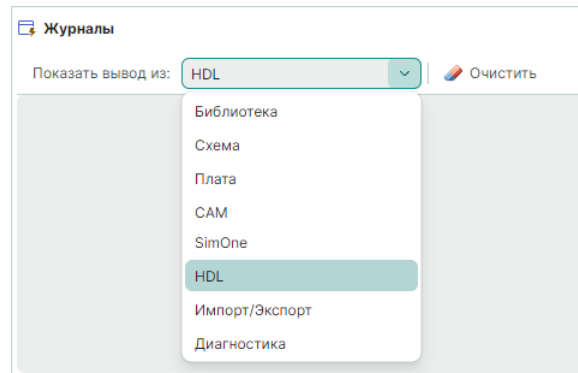 Журналы
Показать вывод из: HDL Очистить
Библиотека
Схема
Плата
CAM
SimOne
HDL
Импорт/Экспорт
Диагностика